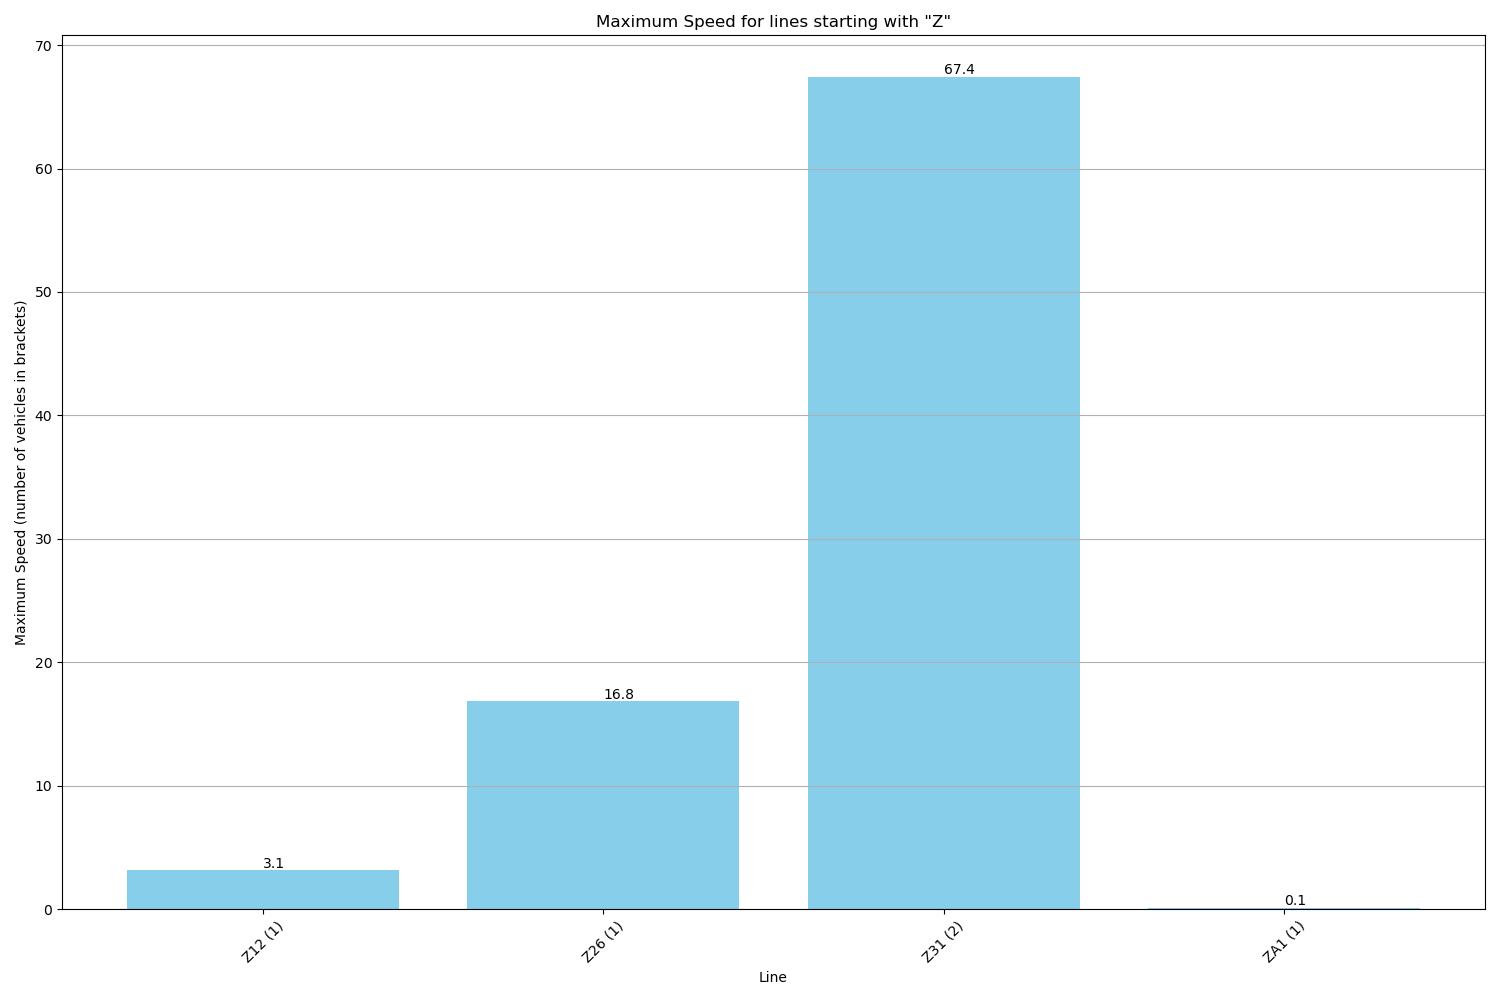 Maximum Speed for lines starting with "Z"
Maximum Speed (number of vehicles in brackets)
70
60
50
40
30
20
10
0
3.1
16.8
67.4
0.1
Z12 (1)
Z26 (1)
Z31 (2)
ZA1 (1)
Line